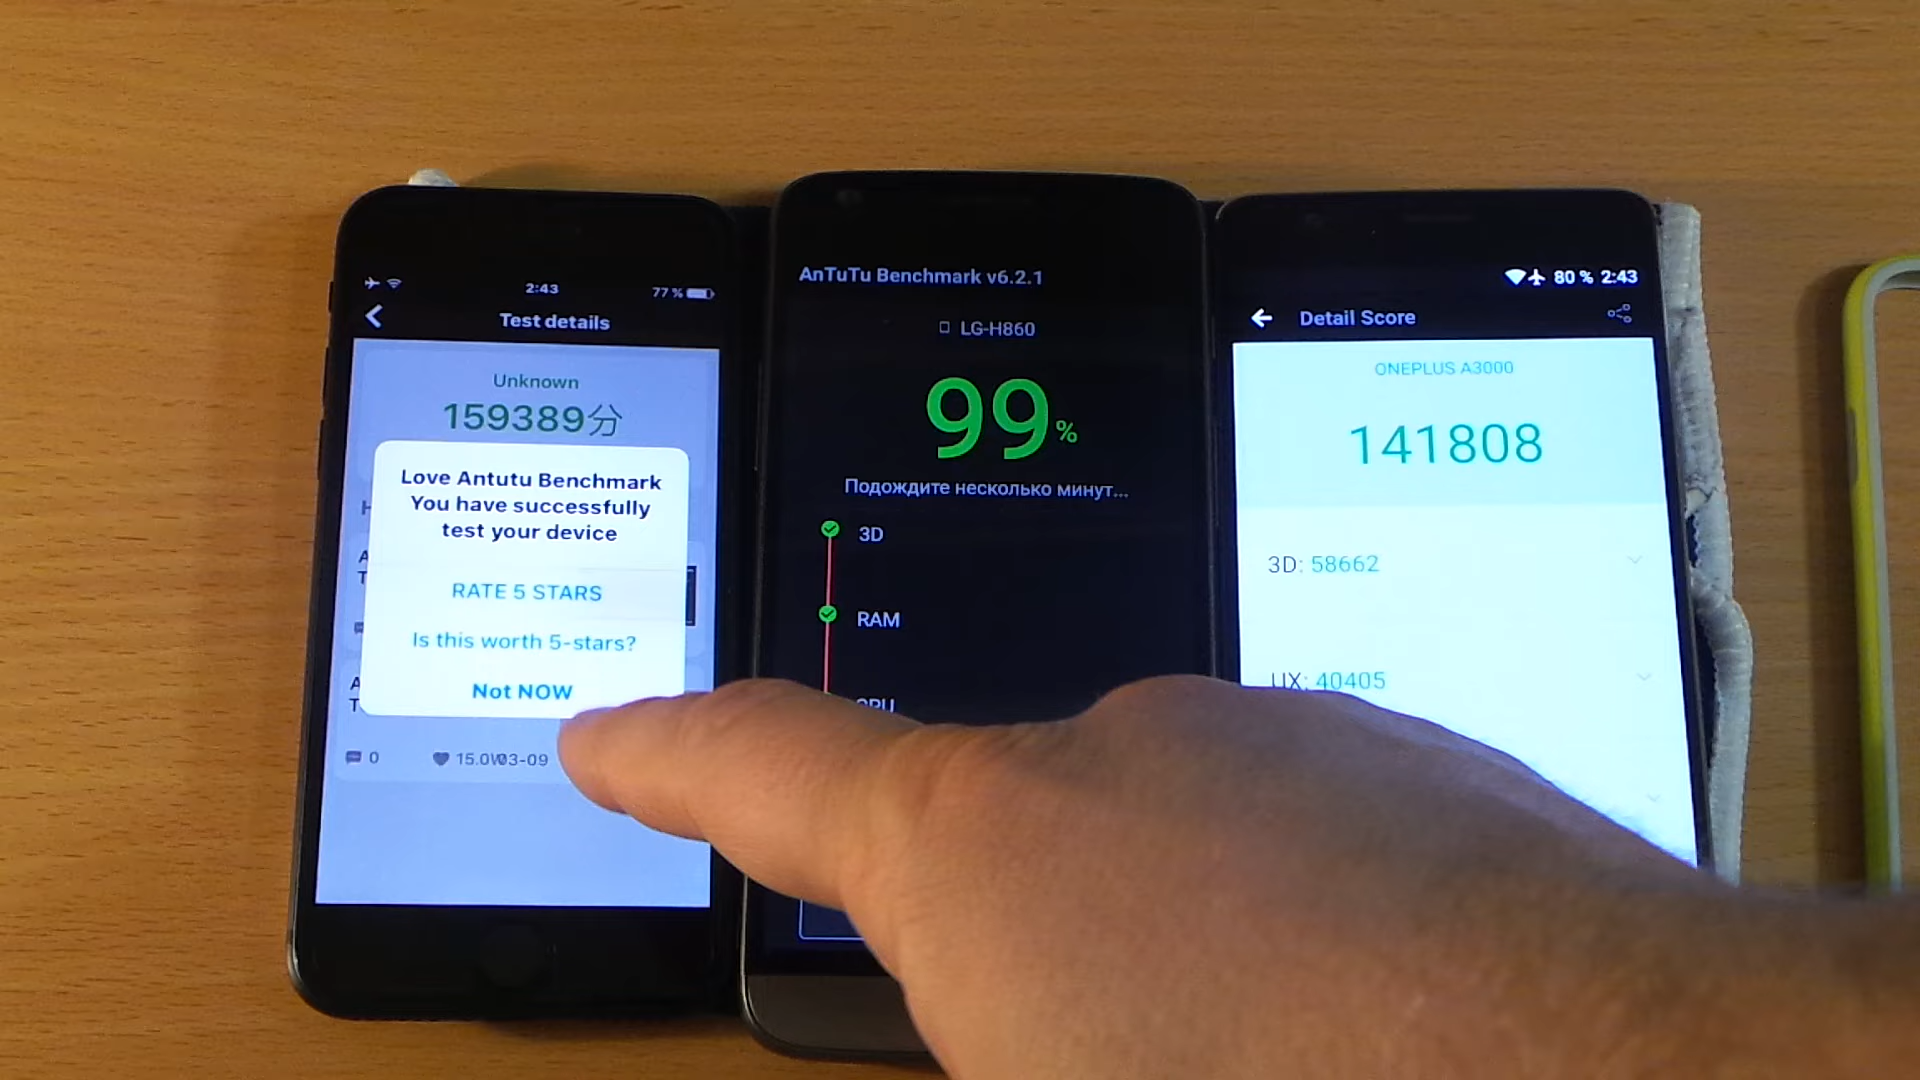 2:43
77 %
Test details
Unknown
159389分
Love Antutu Benchmark
You have successfully
test your device
RATE 5 STARS
Is this worth 5-stars?
Not NOW
0
03-09
AnTuTu Benchmark v6.2.1
LG-H860
99%
Подождите несколько минут...
3D
RAM
80 % 2:43
Detail Score
ONEPLUS A3000
141808
3D: 58662
UX: 40405